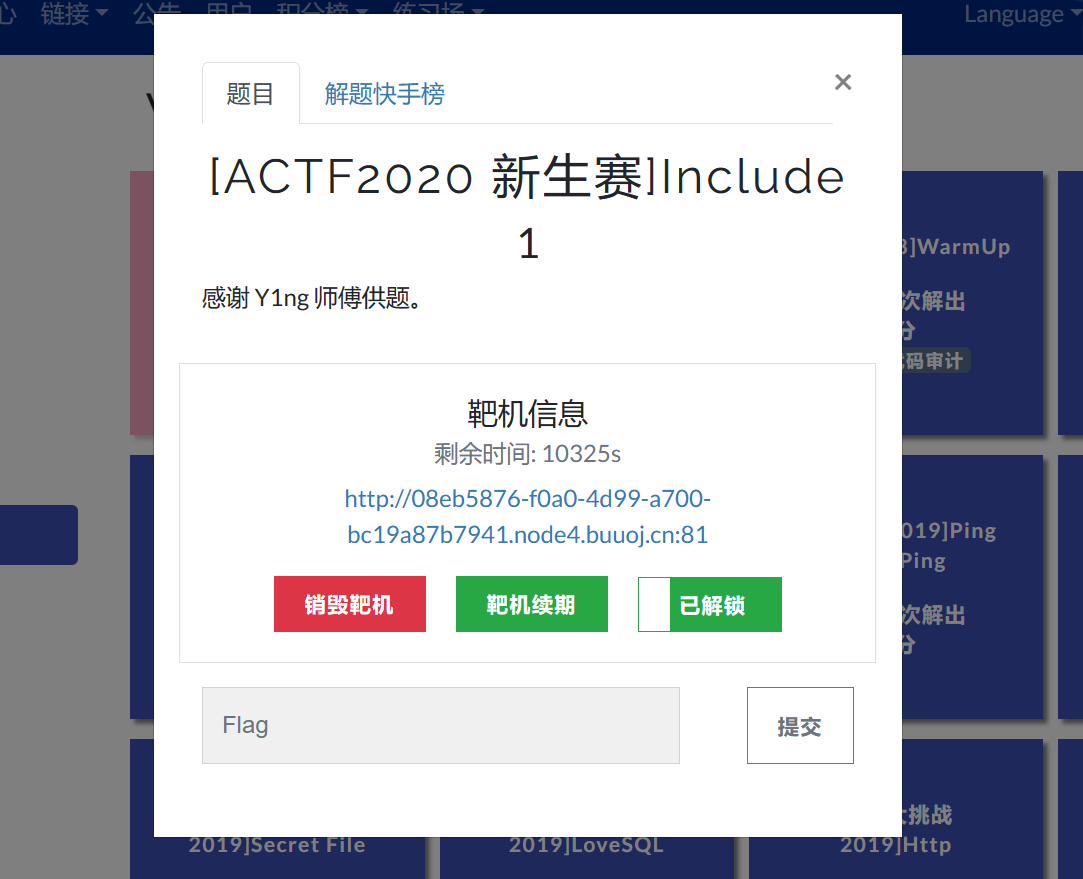 链接 公告 用户 积分榜 练习场 Language
题目 解题快手榜 ×
[ACTF2020 新生赛]Include
1
感谢 Y1ng 师傅供题。
靶机信息
剩余时间: 10325s
http://08eb5876-f0a0-4d99-a700-
bc19a87b7941.node4.buuoj.cn:81
销毁靶机 靶机续期 已解锁
Flag 提交
]WarmUp
次解出
分
码审计
019]Ping
Ping
次解出
分
挑战
2019]Secret File 2019]LoveSQL 2019]Http